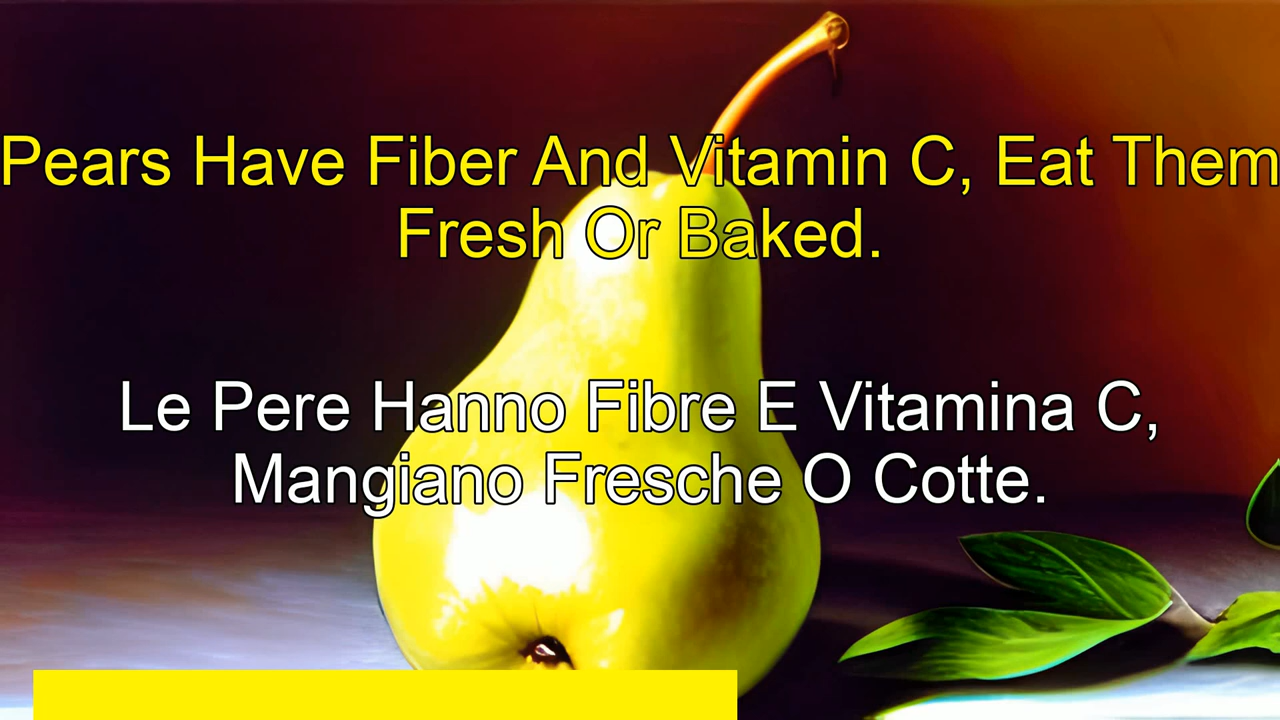 Pears Have Fiber And Vitamin C, Eat Them
Fresh Or Baked.
Le Pere Hanno Fibre E Vitamina C,
Mangiano Fresche O Cotte.